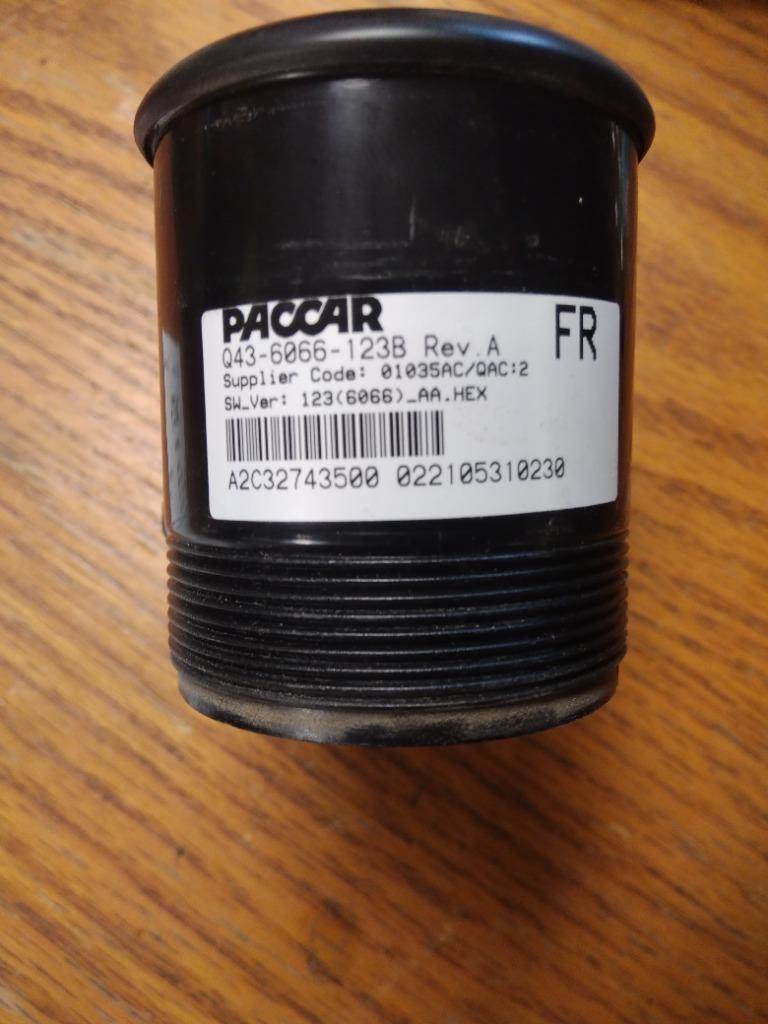 PACCAR
FR
Q43-6066-123B Rev.A
Supplier Code: 01035AC/QAC:2
SW_Ver: 123(6066)_AA.HEX
A2C32743500 022105310230